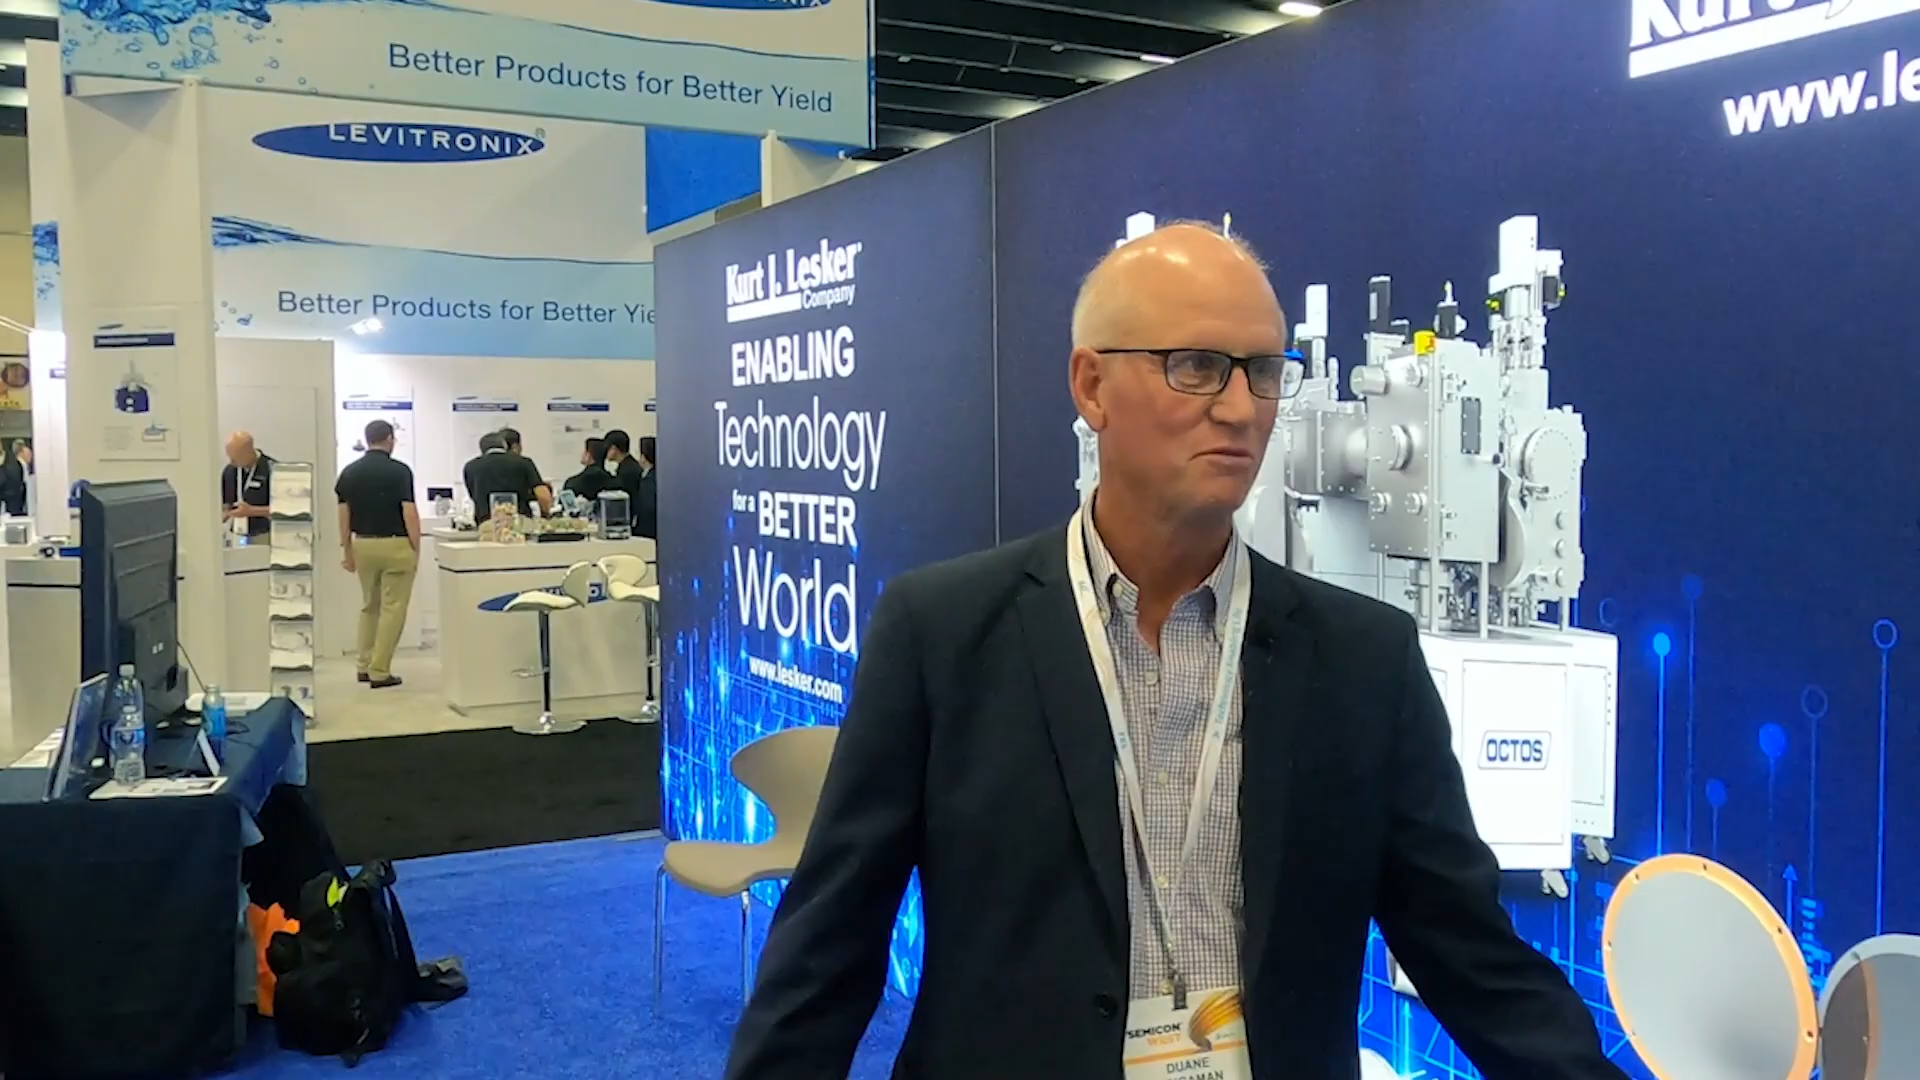 Better Products for Better Yield
LEVITRONIX®
Better Products for Better Yie
Kurt J. Lesker
Company
ENABLING
Technology
for a BETTER
World
www.lesker.com
Kurt J.
www.le
OCTOS
SEMICON
WEST
DUANE